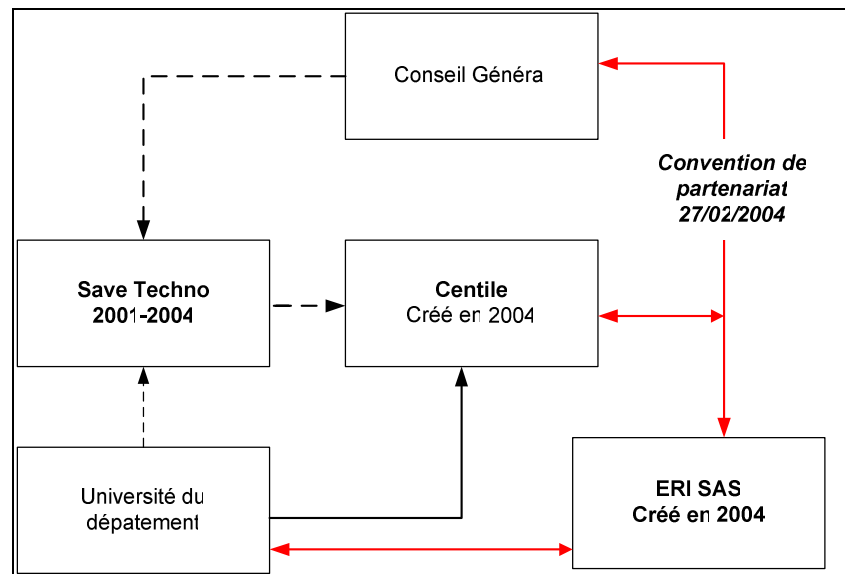 Conseil Généra
Convention de
partenariat
27/02/2004
Save Techno
2001-2004
Centile
Créé en 2004
Université du
dépatement
ERI SAS
Créé en 2004